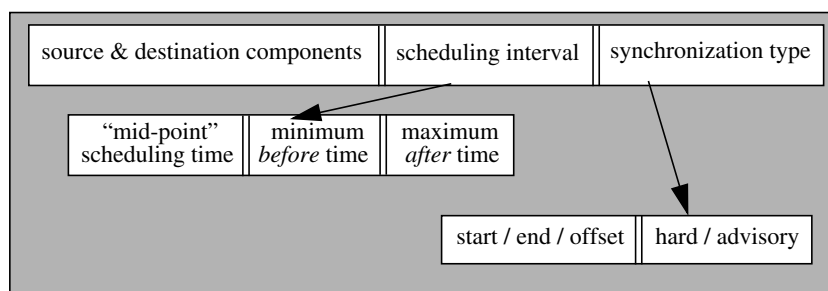 source & destination components scheduling interval synchronization type
“mid-point” minimum maximum
scheduling time before time after time
start / end / offset hard / advisory